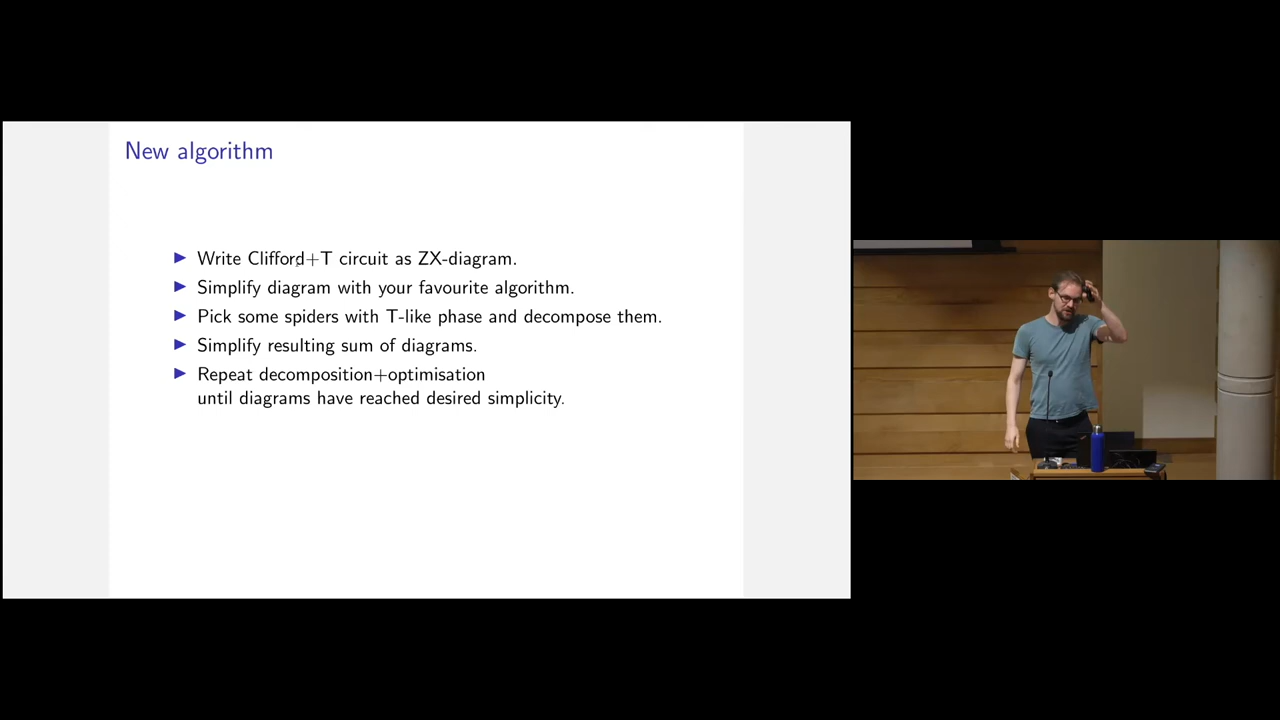 New algorithm
Write Clifford+T circuit as ZX-diagram.
Simplify diagram with your favourite algorithm.
Pick some spiders with T-like phase and decompose them.
Simplify resulting sum of diagrams.
Repeat decomposition+optimisation
until diagrams have reached desired simplicity.